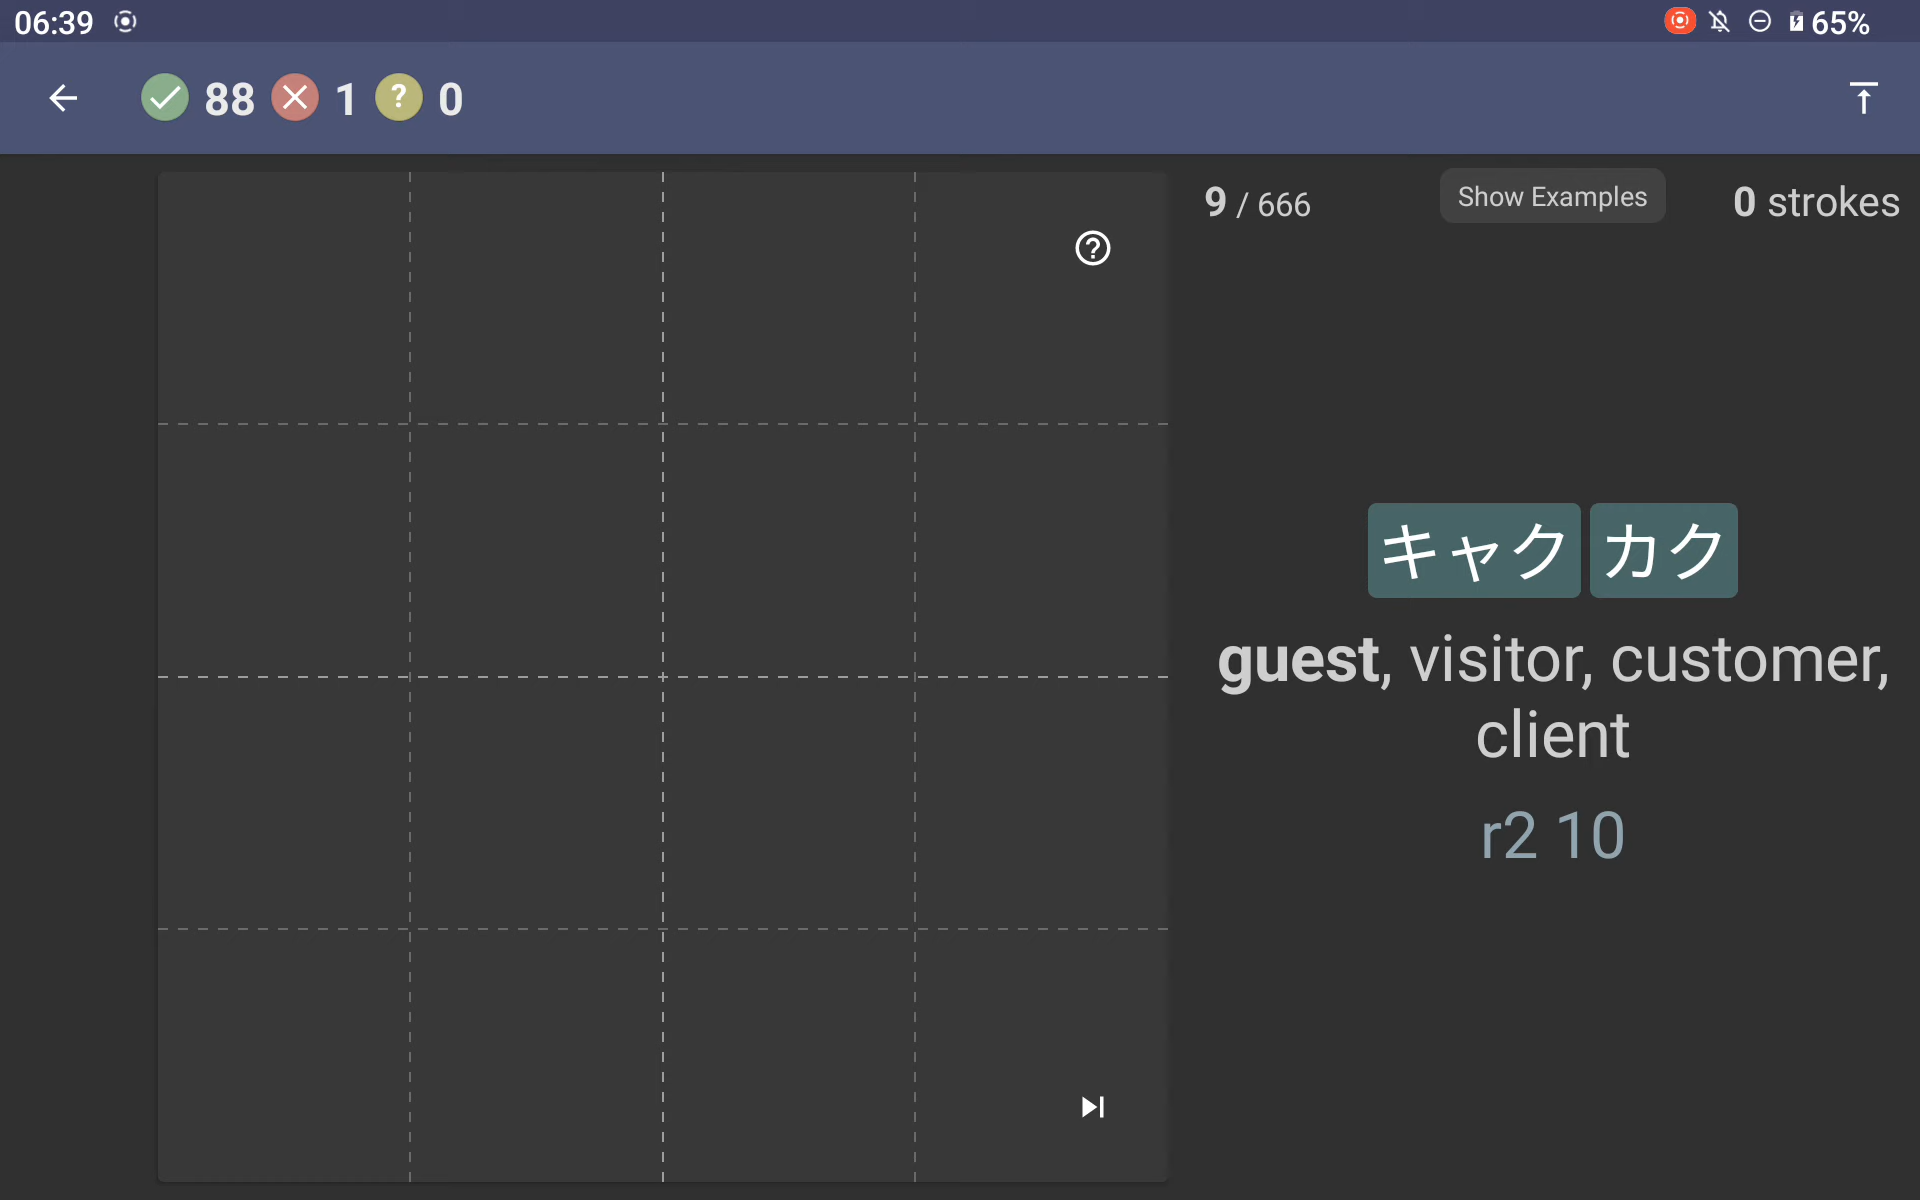 06:39 65%
88 1 ? 0
9 / 666 Show Examples 0 strokes
?
キャク カク
guest, visitor, customer,
client
r2 10